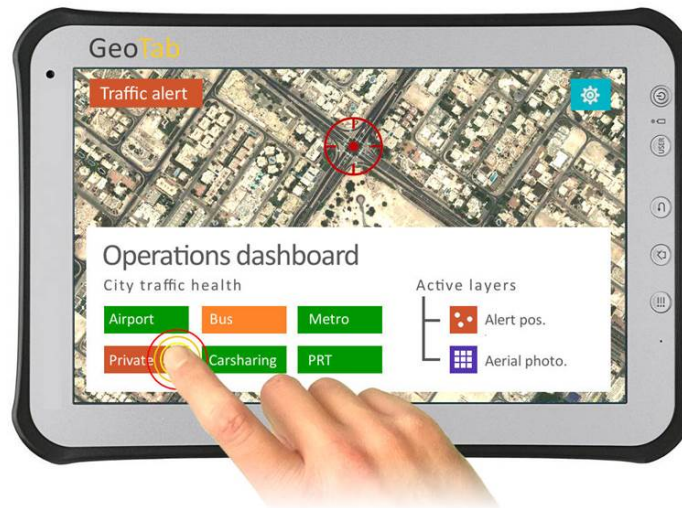 GeoTab
Traffic alert
Operations dashboard
City traffic health
Active layers
Airport
Bus
Metro
Alert pos.
Private
Carsharing
PRT
Aerial photo.
USER